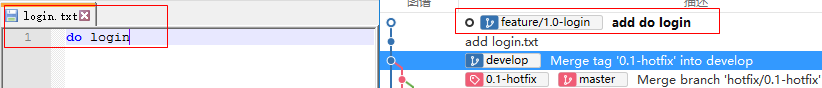 login.txt
1 do login
图谱 描述
feature/1.0-login add do login
add login.txt
develop Merge tag '0.1-hotfix' into develop
0.1-hotfix master Merge branch 'hotfix/0.1-hotfix'